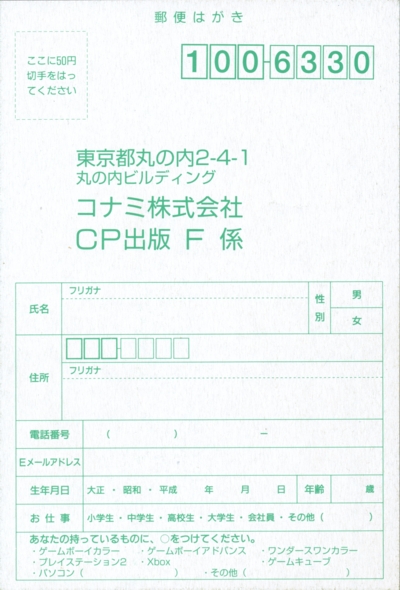 郵便はがき
ここに50円
切手をはっ
てください
100-6330
東京都丸の内2-4-1
丸の内ビルディング
コナミ株式会社
CP出版 F 係
氏名
フリガナ
性別
男
女
住所
フリガナ
電話番号 ( ) −
Eメールアドレス
生年月日 大正・昭和・平成 年 月 日 年齢 歳
お仕事 小学生・中学生・高校生・大学生・会社員・その他( )
あなたの持っているものに、○をつけてください。
・ゲームボーイカラー ・ゲームボーイアドバンス ・ワンダースワンカラー
・プレイステーション2 ・Xbox ・ゲームキューブ
・パソコン( ) ・その他( )